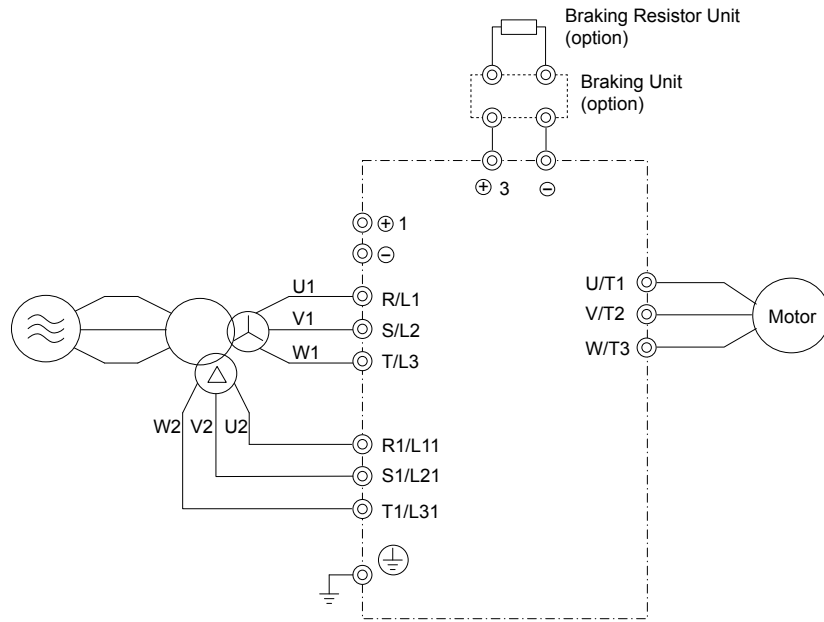 Braking Resistor Unit
(option)
Braking Unit
(option)
⊕ 3
⊖
⊕ 1
⊖
U1
R/L1
V1
S/L2
W1
T/L3
U/T1
V/T2
W/T3
Motor
W2 V2 U2
R1/L11
S1/L21
T1/L31